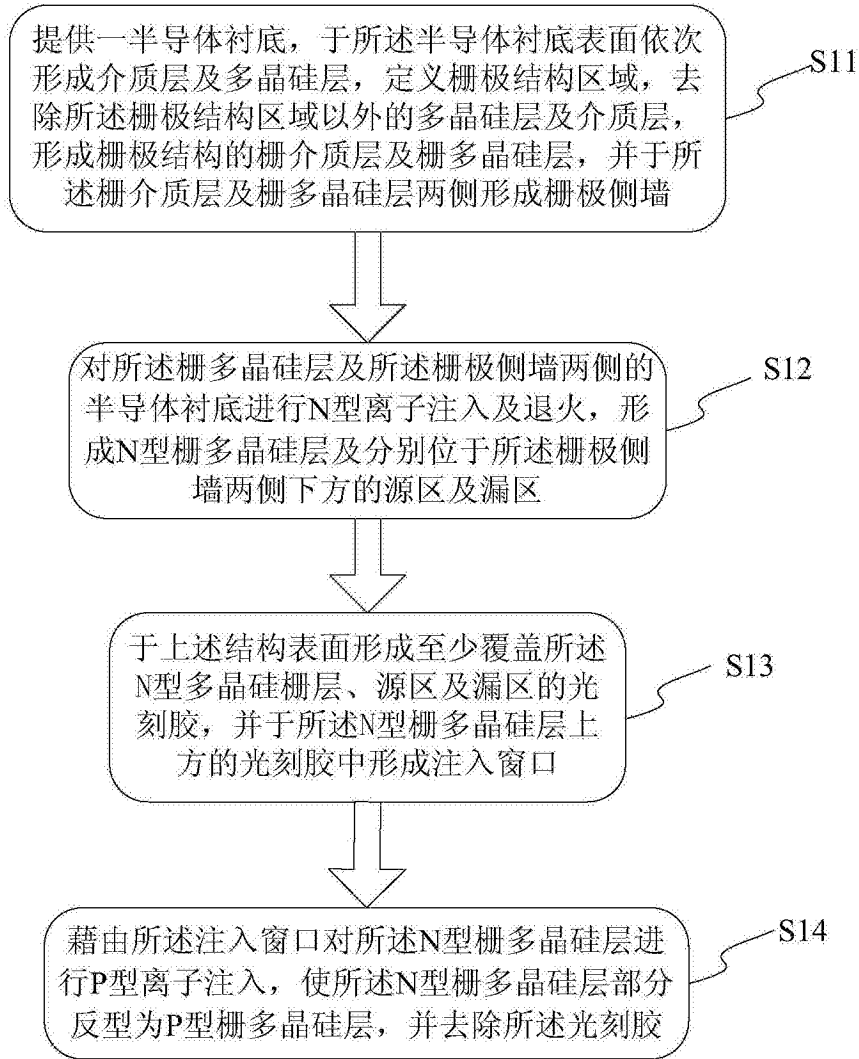 提供一半导体衬底，于所述半导体衬底表面依次
形成介质层及多晶硅层，定义栅极结构区域，去
除所述栅极结构区域以外的多晶硅层及介质层，
形成栅极结构的栅介质层及栅多晶硅层，并于所
述栅介质层及栅多晶硅层两侧形成栅极侧墙
S11
对所述栅多晶硅层及所述栅极侧墙两侧的
半导体衬底进行N型离子注入及退火，形
成N型栅多晶硅层及分别位于所述栅极侧
墙两侧下方的源区及漏区
S12
于上述结构表面形成至少覆盖所述
N型多晶硅栅层、源区及漏区的光
刻胶，并于所述N型栅多晶硅层上
方的光刻胶中形成注入窗口
S13
藉由所述注入窗口对所述N型栅多晶硅层进
行P型离子注入，使所述N型栅多晶硅层部分
反型为P型栅多晶硅层，并去除所述光刻胶
S14